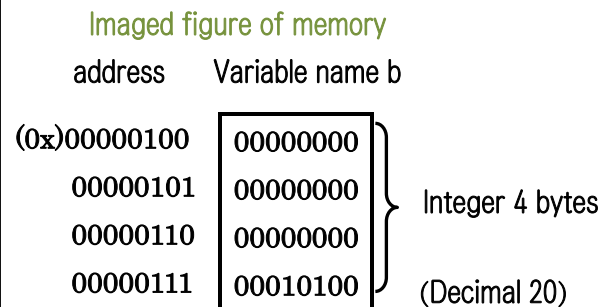 Imaged figure of memory
address Variable name b
(0x)00000100 00000000
00000101 00000000
00000110 00000000
Integer 4 bytes
00000111 00010100
(Decimal 20)